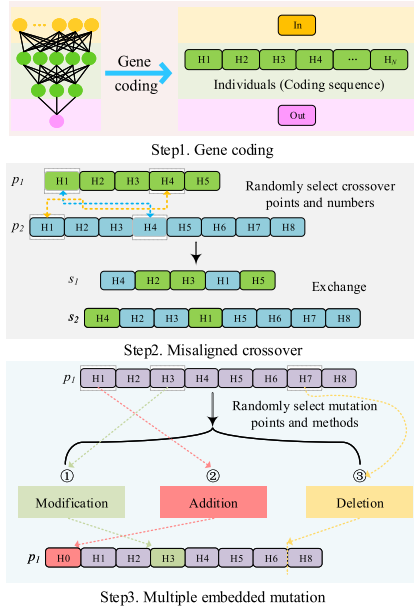 In
Gene
coding
H1 H2 H3 H4 ... HN
Individuals (Coding sequence)
Out
Step1. Gene coding
p1 H1 H2 H3 H4 H5
Randomly select crossover
points and numbers
p2 H1 H2 H3 H4 H5 H6 H7 H8
s1 H4 H2 H3 H1 H5
Exchange
s2 H4 H2 H3 H1 H5 H6 H7 H8
Step2. Misaligned crossover
p1 H1 H2 H3 H4 H5 H6 H7 H8
Randomly select mutation
points and methods
① ② ③
Modification Addition Deletion
p1 H0 H1 H2 H3 H4 H5 H6 H8
Step3. Multiple embedded mutation